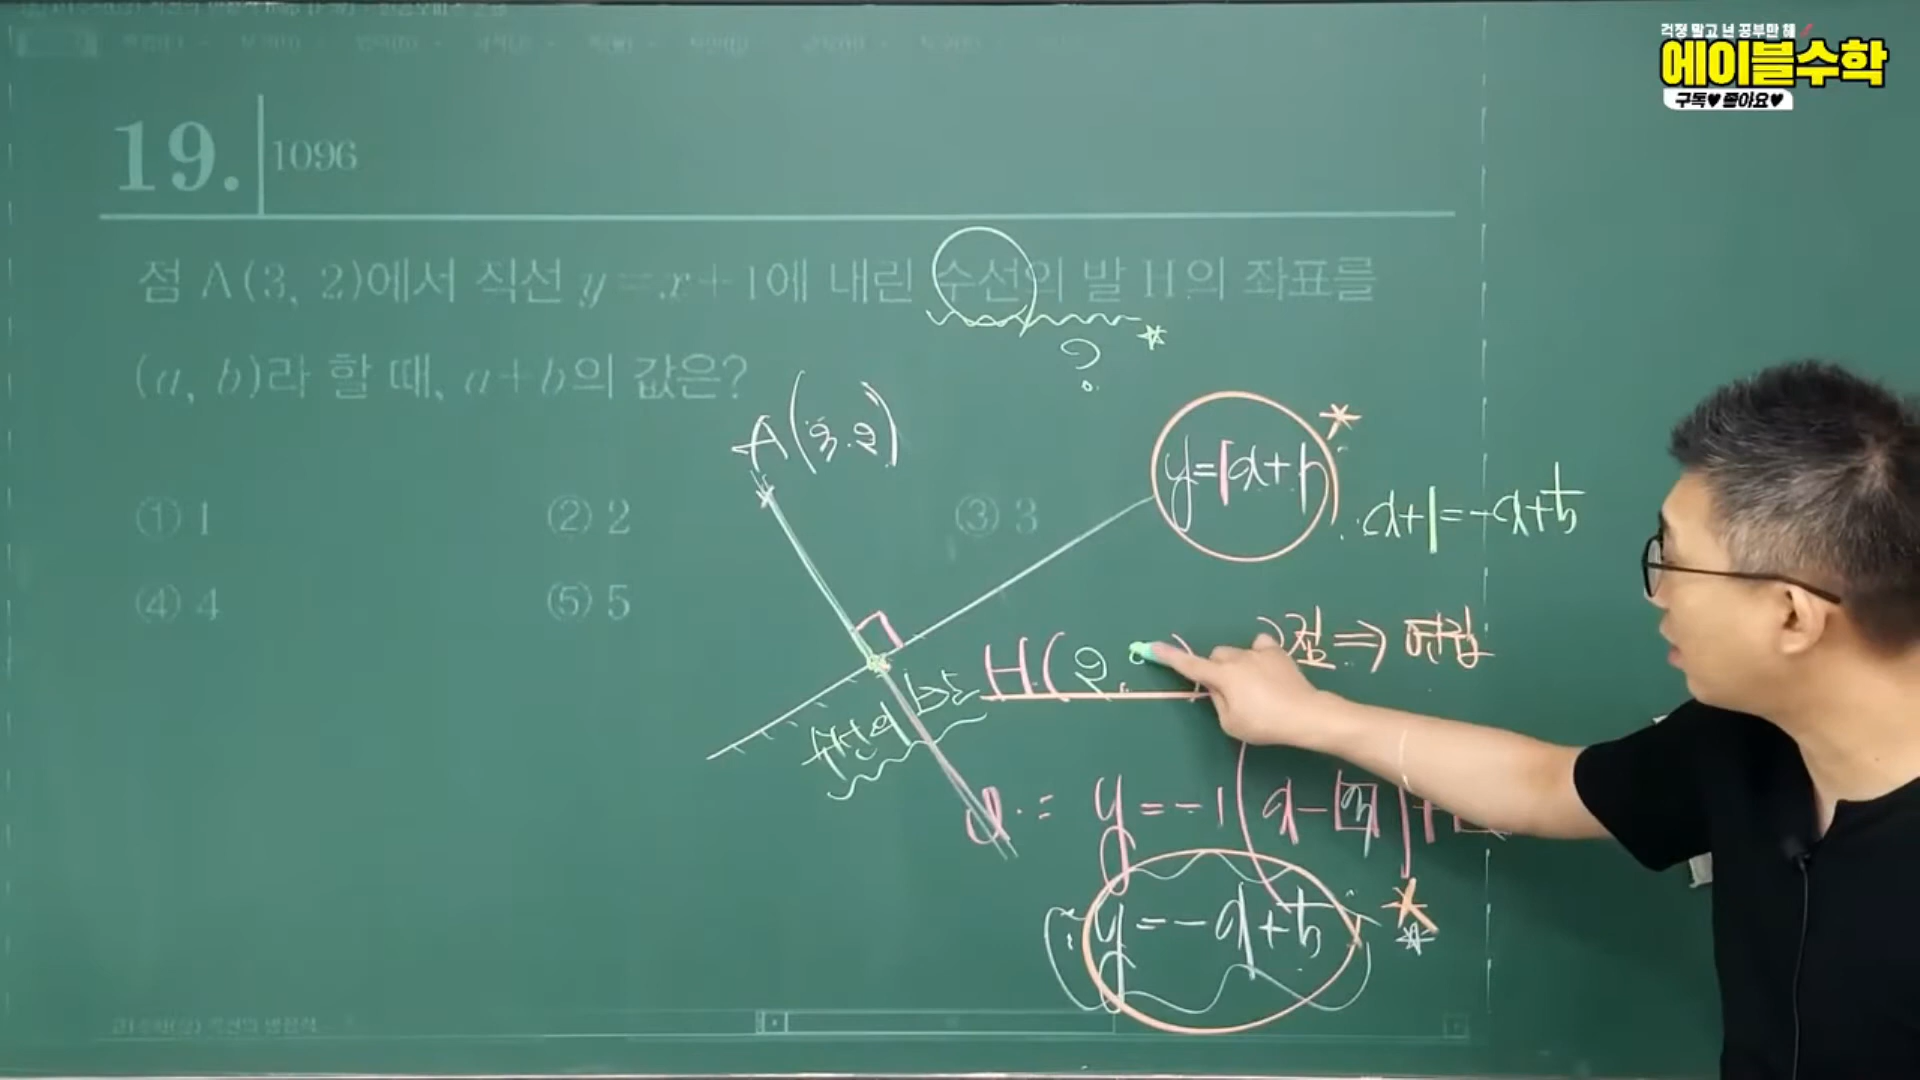 걱정 말고 넌 공부만 해
에이블수학
구독♥ 좋아요♥
19. 1096
점 A(3, 2)에서 직선 y=x+1에 내린 수선의 발 H의 좌표를
(a, b)라 할 때, a+b의 값은?
?
A(3.2)
y=1x+1
x+1=-x+5
① 1 ② 2 ③ 3
④ 4 ⑤ 5
H(2,
점⇒연립
수선의 발
y=-1(x-3)+
y=-x+5